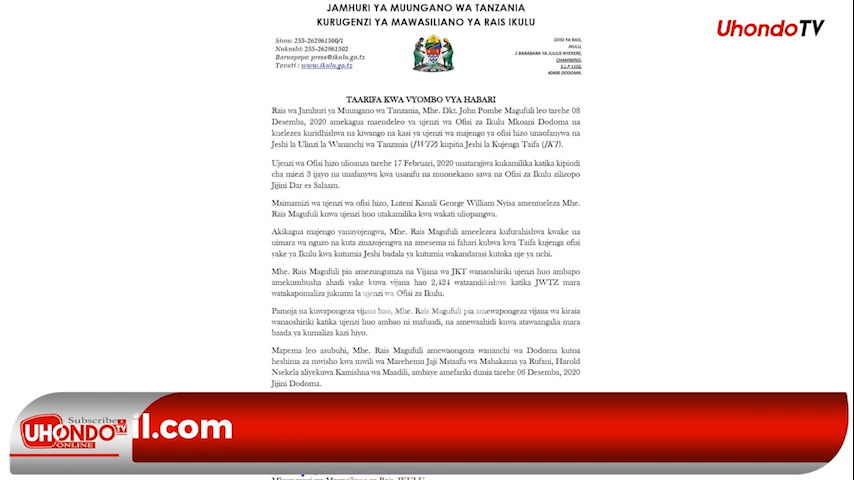 JAMHURI YA MUUNGANO WA TANZANIA
KURUGENZI YA MAWASILIANO YA RAIS IKULU
UhondoTV
Simu: 255-262961500/1
Nukushi: 255-262961502
Baruapepe: press@ikulu.go.tz
Tovuti : www.ikulu.go.tz
OFISI YA RAIS,
IKULU,
1 BARABARA YA JULIUS NYERERE,
CHAMWINO,
S.L.P 1102,
40400 DODOMA.
TAARIFA KWA VYOMBO VYA HABARI
Rais wa Jamhuri ya Muungano wa Tanzania, Mhe. Dkt. John Pombe Magufuli leo tarehe 08
Desemba, 2020 amekagua maendeleo ya ujenzi wa Ofisi za Ikulu Mkoani Dodoma na
kuelezea kuridhishwa na kiwango na kasi ya ujenzi wa majengo ya ofisi hizo unaofanywa na
Jeshi la Ulinzi la Wananchi wa Tanzania (JWTZ) kupitia Jeshi la Kujenga Taifa (JKT).
Ujenzi wa Ofisi hizo ulioanza tarehe 17 Februari, 2020 unatarajiwa kukamilika katika kipindi
cha miezi 3 ijayo na unafanywa kwa usanifu na muonekano sawa na Ofisi za Ikulu zilizopo
Jijini Dar es Salaam.
Msimamizi wa ujenzi wa ofisi hizo, Luteni Kanali George William Nyisa amemueleza Mhe.
Rais Magufuli kuwa ujenzi huo utakamilika kwa wakati uliopangwa.
Akikagua majengo yanayojengwa, Mhe. Rais Magufuli ameelezea kufurahishwa kwake na
uimara wa nguzo na kuta zinazojengwa na amesema ni fahari kubwa kwa Taifa kujenga ofisi
yake ya Ikulu kwa kutumia Jeshi badala ya kutumia wakandarasi kutoka nje ya nchi.
Mhe. Rais Magufuli pia amezungumza na Vijana wa JKT wanaoshiriki ujenzi huo ambapo
amekumbusha ahadi yake kuwa vijana hao 2,424 wataandikishwa katika JWTZ mara
watakapomaliza jukumu la ujenzi wa Ofisi za Ikulu.
Pamoja na kuwapongeza vijana hao, Mhe. Rais Magufuli pia amewapongeza vijana wa kiraia
wanaoshiriki katika ujenzi huo ambao ni mafundi, na amewaahidi kuwa atawaangalia mara
baada ya kumaliza kazi hiyo.
Mapema leo asubuhi, Mhe. Rais Magufuli amewaongoza wananchi wa Dodoma kutoa
heshima za mwisho kwa mwili wa Marehemu Jaji Mstaafu wa Mahakama ya Rufani, Harold
Nsekela aliyekuwa Kamishna wa Maadili, ambaye amefariki dunia tarehe 06 Desemba, 2020
Jijini Dodoma.
Subscribe
UHONDO TV
ONLINE
il.com